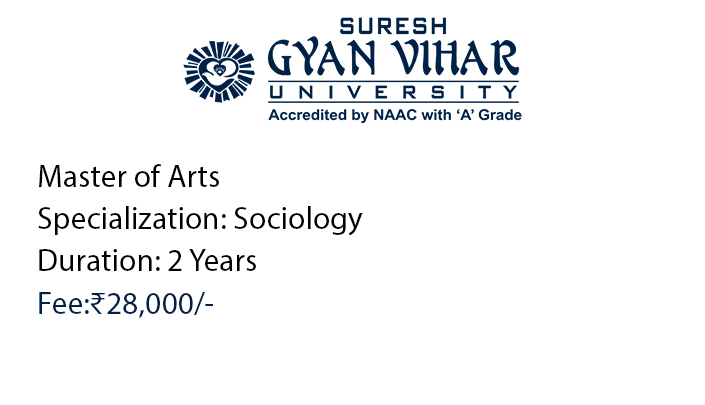 SURESH
GYAN VIHAR
UNIVERSITY
Accredited by NAAC with ‘A’ Grade
Master of Arts
Specialization: Sociology
Duration: 2 Years
Fee:₹28,000/-